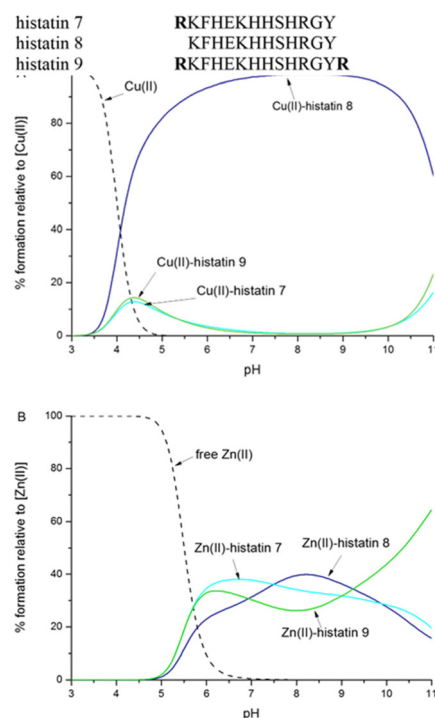 histatin 7 RKFHEKHHSHRGY
histatin 8 KFHEKHHSHRGY
histatin 9 RKFHEKHHSHRGYR
% formation relative to [Cu(II)]
80
60
40
20
0
Cu(II)
Cu(II)-histatin 8
Cu(II)-histatin 9
Cu(II)-histatin 7
3 4 5 6 7 8 9 10 11
pH
B
% formation relative to [Zn(II)]
100
80
60
40
20
0
free Zn(II)
Zn(II)-histatin 7
Zn(II)-histatin 8
Zn(II)-histatin 9
3 4 5 6 7 8 9 10 11
pH